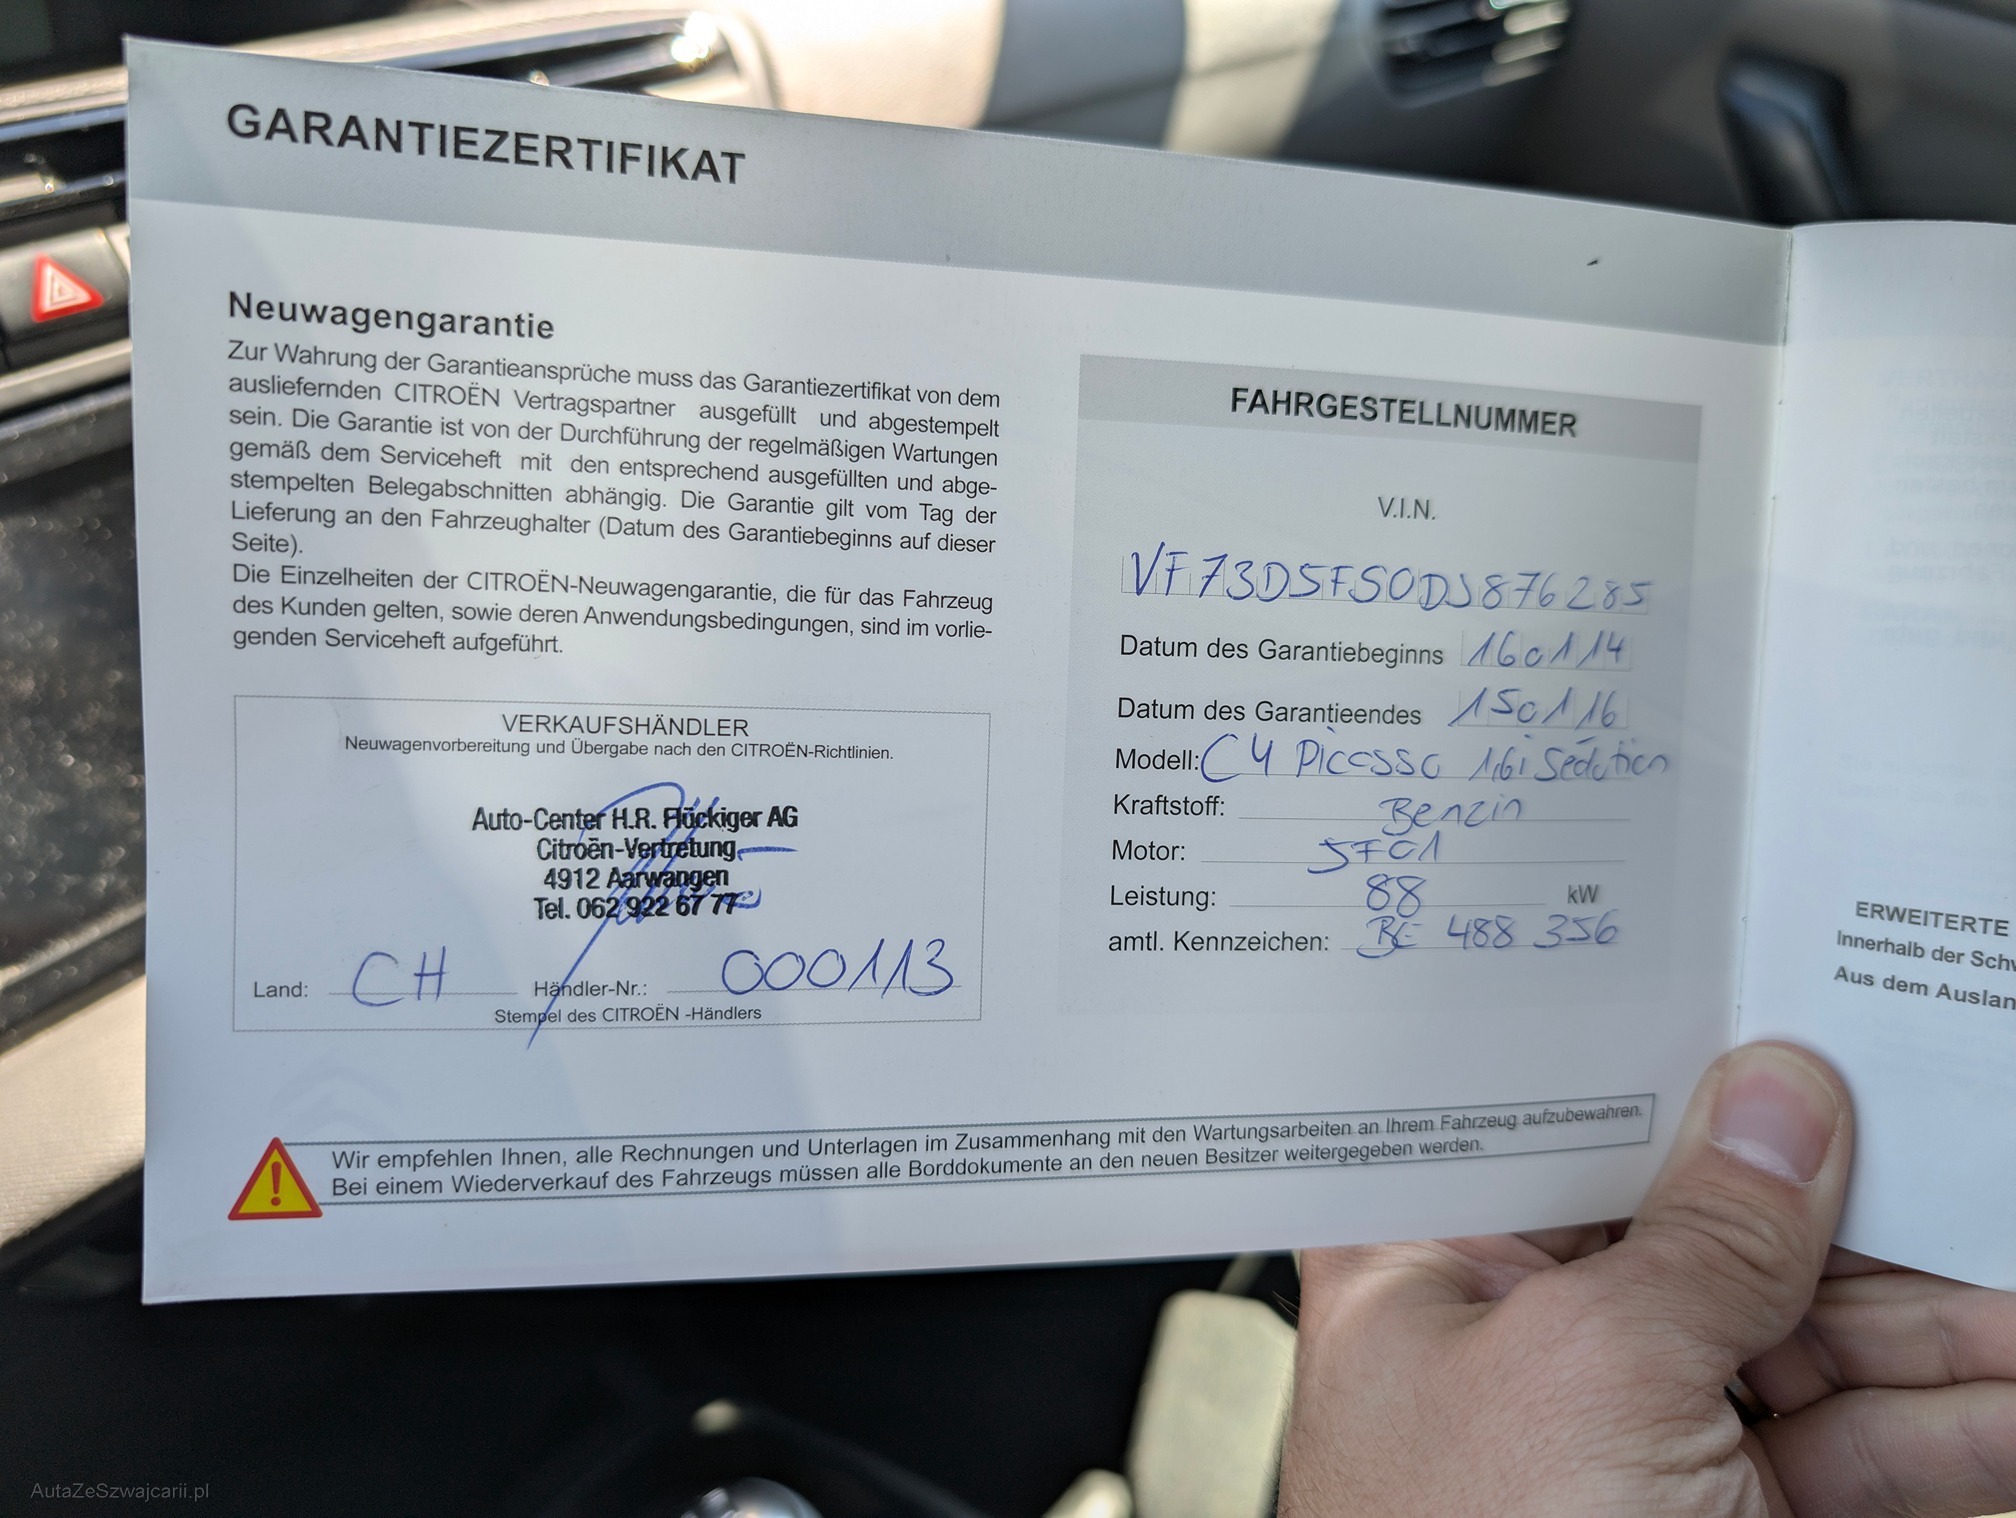 GARANTIEZERTIFIKAT
Neuwagengarantie
Zur Wahrung der Garantieansprüche muss das Garantiezertifikat von dem
ausliefernden CITROËN Vertragspartner ausgefüllt und abgestempelt
sein. Die Garantie ist von der Durchführung der regelmäßigen Wartungen
gemäß dem Serviceheft mit den entsprechend ausgefüllten und abge-
stempelten Belegabschnitten abhängig. Die Garantie gilt vom Tag der
Lieferung an den Fahrzeughalter (Datum des Garantiebeginns auf dieser
Seite).
Die Einzelheiten der CITROËN-Neuwagengarantie, die für das Fahrzeug
des Kunden gelten, sowie deren Anwendungsbedingungen, sind im vorlie-
genden Serviceheft aufgeführt.
VERKAUFSHÄNDLER
Neuwagenvorbereitung und Übergabe nach den CITROËN-Richtlinien.
Auto-Center H.R. Flückiger AG
Citroën-Vertretung
4912 Aarwangen
Tel. 062 922 67 77
Land: CH Händler-Nr.: 000113
Stempel des CITROËN -Händlers
FAHRGESTELLNUMMER
V.I.N.
VF73D5FS0DJ876285
Datum des Garantiebeginns 160114
Datum des Garantieendes 150116
Modell: C4 Picasso 1,6i Séduction
Kraftstoff: Benzin
Motor: 5F01
Leistung: 88 kW
amtl. Kennzeichen: BE 488 356
Wir empfehlen Ihnen, alle Rechnungen und Unterlagen im Zusammenhang mit den Wartungsarbeiten an Ihrem Fahrzeug aufzubewahren.
Bei einem Wiederverkauf des Fahrzeugs müssen alle Borddokumente an den neuen Besitzer weitergegeben werden.
ERWEITERTE
Innerhalb der Schw
Aus dem Auslan
AutaZeSzwajcarii.pl